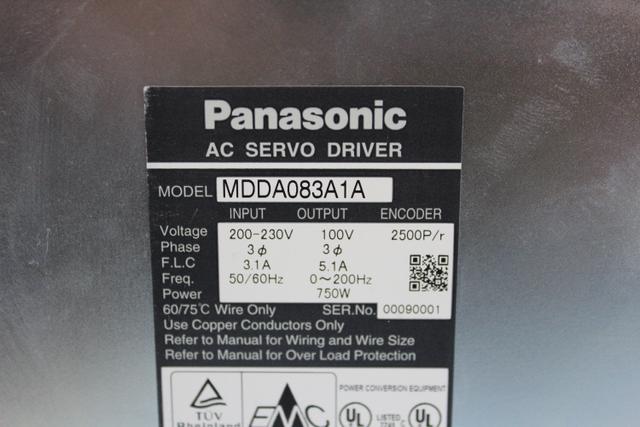 Panasonic
AC SERVO DRIVER
MODEL MDDA083A1A
INPUT OUTPUT ENCODER
Voltage 200-230V 100V 2500P/r
Phase 3ϕ 3ϕ
F.L.C 3.1A 5.1A
Freq. 50/60Hz 0～200Hz
Power 750W
60/75℃ Wire Only SER.No. 00090001
Use Copper Conductors Only
Refer to Manual for Wiring and Wire Size
Refer to Manual for Over Load Protection
POWER CONVERSION EQUIPMENT
TÜV EMC UL LISTED UL
Rheinland